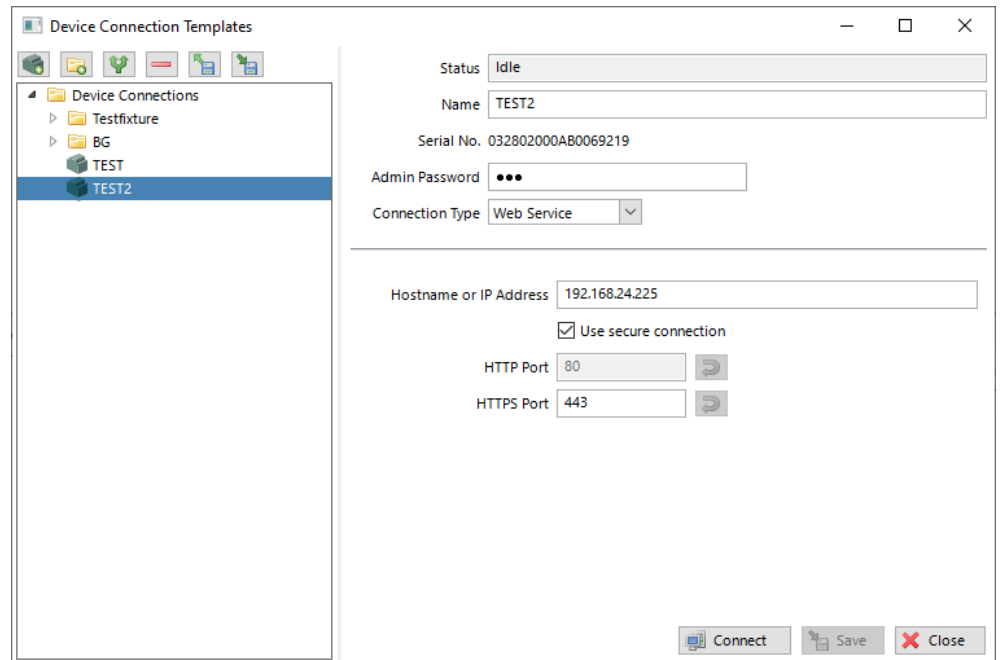 Device Connection Templates
Device Connections
Testfixture
BG
TEST
TEST2
Status Idle
Name TEST2
Serial No. 032802000AB0069219
Admin Password ●●●
Connection Type Web Service
Hostname or IP Address 192.168.24.225
Use secure connection
HTTP Port 80
HTTPS Port 443
Connect Save Close